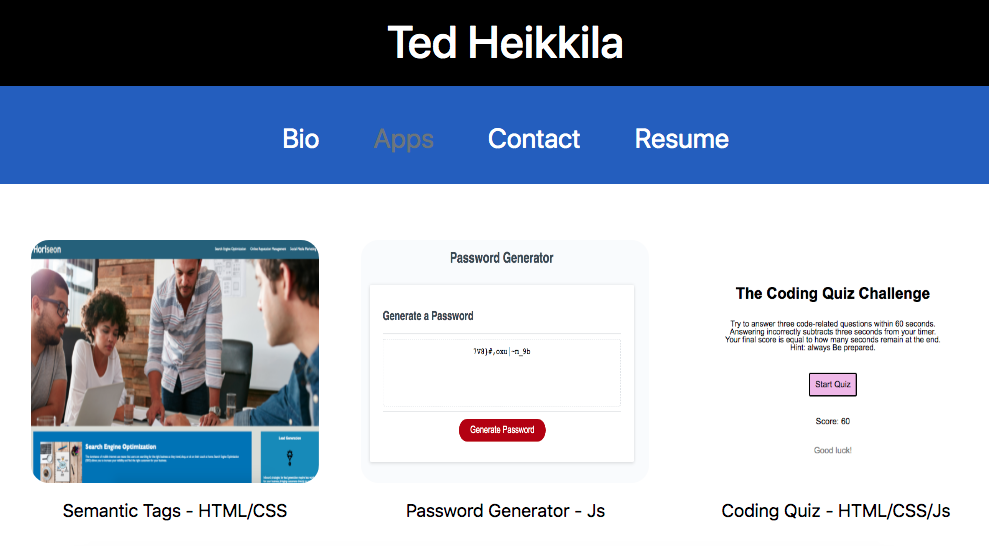 Ted Heikkila
Bio Apps Contact Resume
Horiseon
Search Engine Optimization Online Reputation Management Social Media Marketing
Search Engine Optimization
Lead Generation
Password Generator
Generate a Password
Generate Password
The Coding Quiz Challenge
Try to answer three code-related questions within 60 seconds.
Answering incorrectly subtracts three seconds from your timer.
Your final score is equal to how many seconds remain at the end.
Hint: always Be prepared.
Start Quiz
Score: 60
Good luck!
Semantic Tags - HTML/CSS
Password Generator - Js
Coding Quiz - HTML/CSS/Js